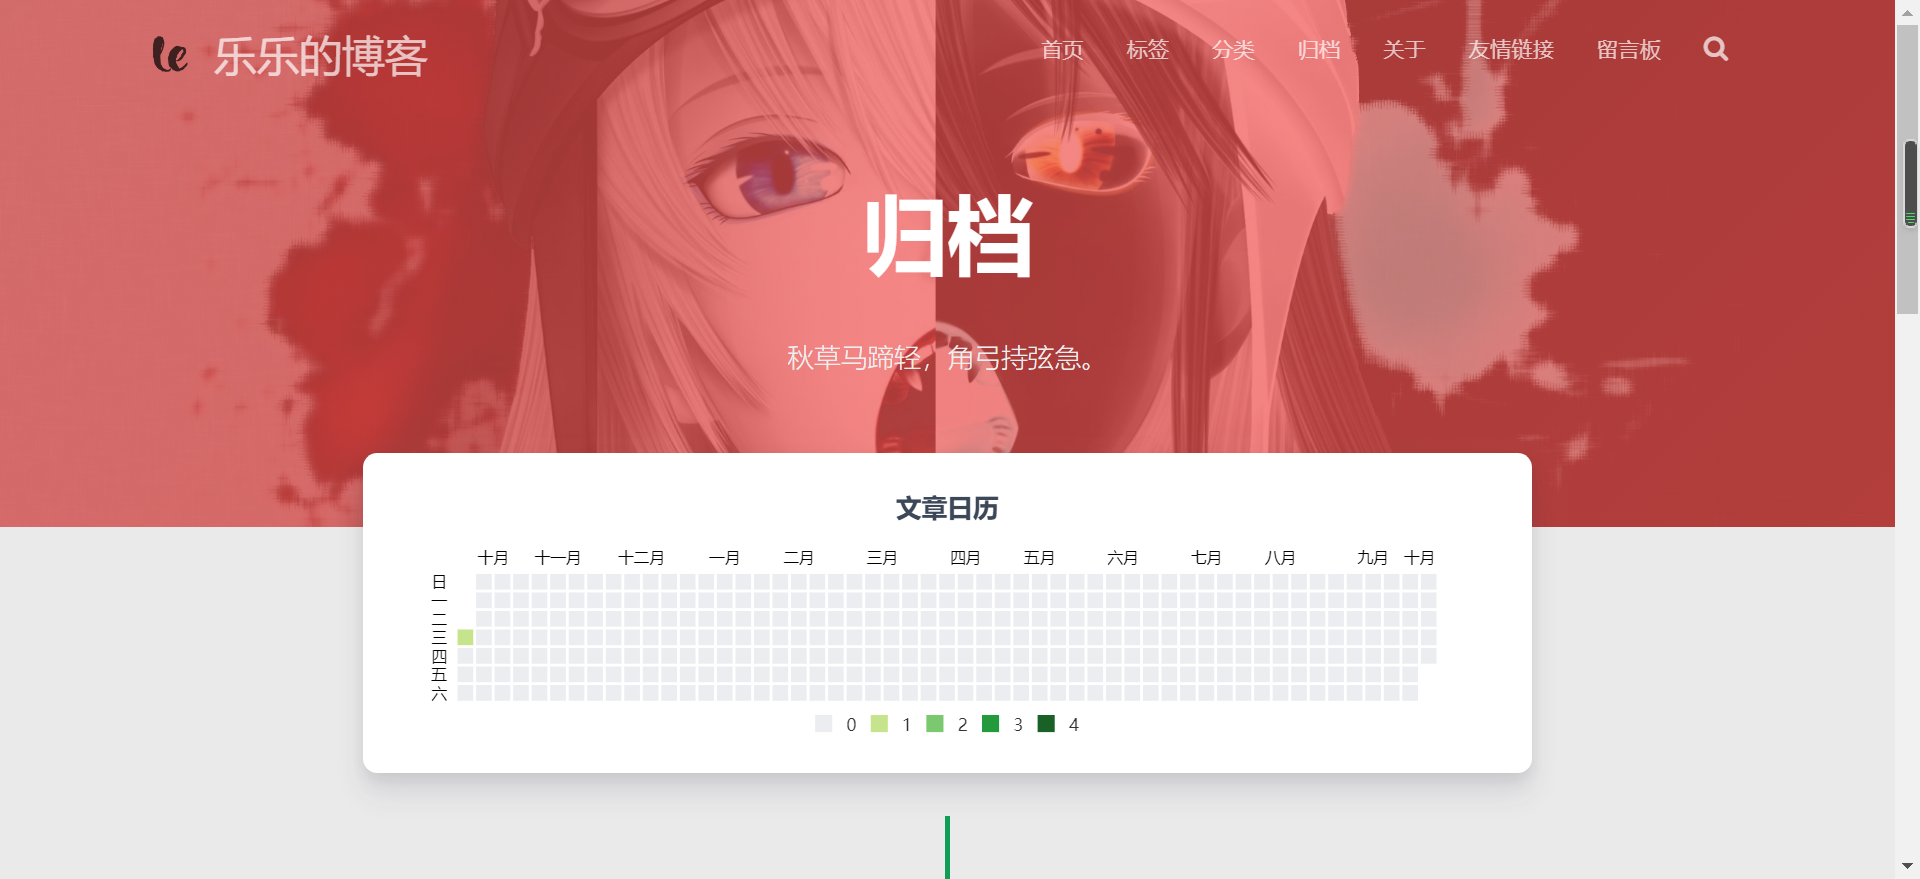 le 乐乐的博客 首页 标签 分类 归档 关于 友情链接 留言板
归档
秋草马蹄轻，角弓持弦急。
文章日历
十月 十一月 十二月 一月 二月 三月 四月 五月 六月 七月 八月 九月 十月
日
一
二
三
四
五
六
0 1 2 3 4